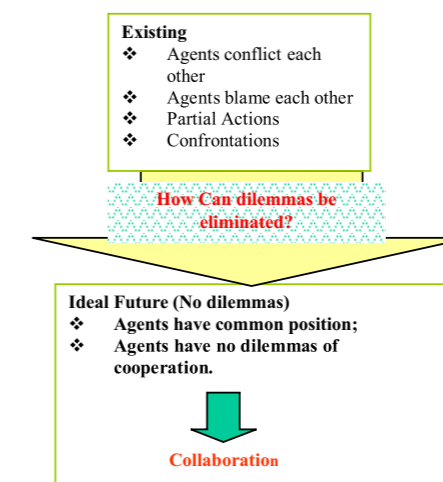 Existing
❖ Agents conflict each
other
❖ Agents blame each other
❖ Partial Actions
❖ Confrontations
How Can dilemmas be
eliminated?
Ideal Future (No dilemmas)
❖ Agents have common position;
❖ Agents have no dilemmas of
cooperation.
Collaboration